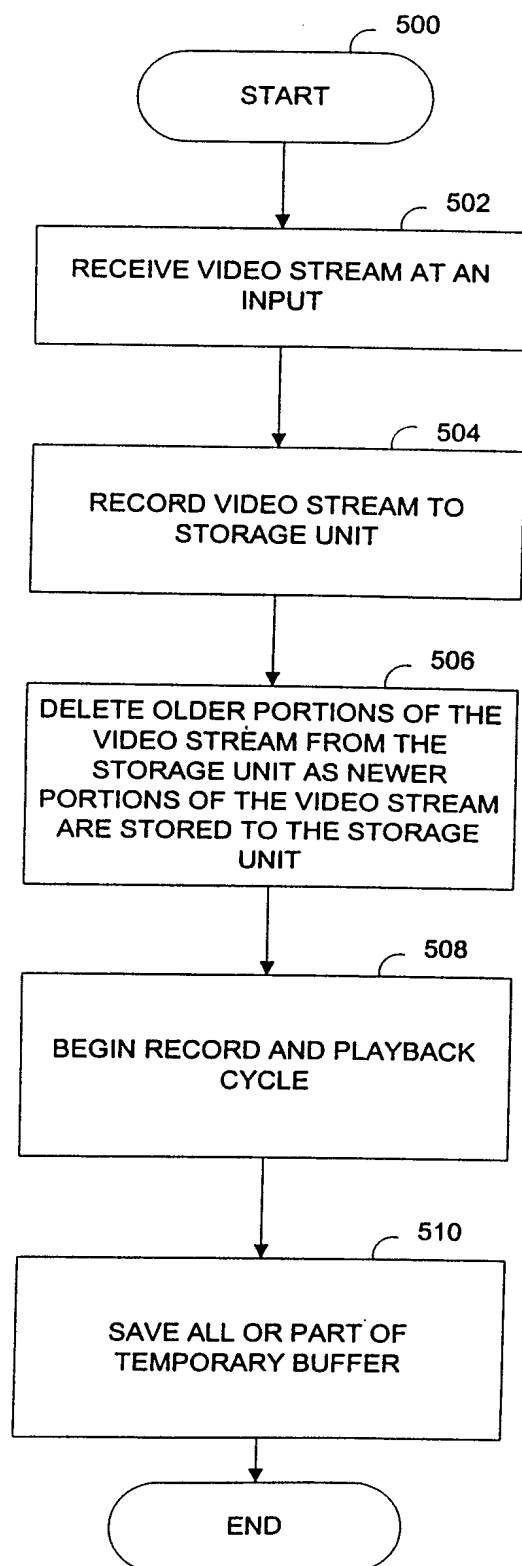 500
START
502
RECEIVE VIDEO STREAM AT AN
INPUT
504
RECORD VIDEO STREAM TO
STORAGE UNIT
506
DELETE OLDER PORTIONS OF THE
VIDEO STREAM FROM THE
STORAGE UNIT AS NEWER
PORTIONS OF THE VIDEO STREAM
ARE STORED TO THE STORAGE
UNIT
508
BEGIN RECORD AND PLAYBACK
CYCLE
510
SAVE ALL OR PART OF
TEMPORARY BUFFER
END